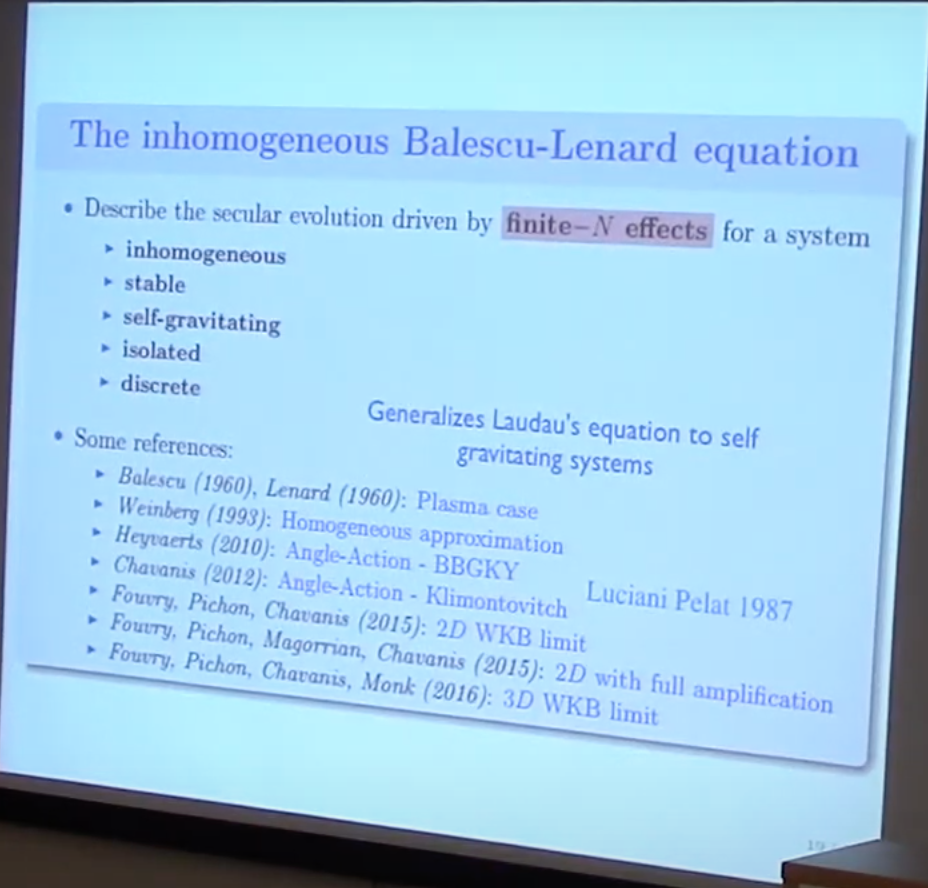 The inhomogeneous Balescu-Lenard equation
• Describe the secular evolution driven by finite–N effects for a system
▸ inhomogeneous
▸ stable
▸ self-gravitating
▸ isolated
▸ discrete
Generalizes Laudau's equation to self
gravitating systems
• Some references:
▸ Balescu (1960), Lenard (1960): Plasma case
▸ Weinberg (1993): Homogeneous approximation
▸ Heyvaerts (2010): Angle-Action - BBGKY
▸ Chavanis (2012): Angle-Action - Klimontovitch
Luciani Pelat 1987
▸ Fouvry, Pichon, Chavanis (2015): 2D WKB limit
▸ Fouvry, Pichon, Magorrian, Chavanis (2015): 2D with full amplification
▸ Fouvry, Pichon, Chavanis, Monk (2016): 3D WKB limit